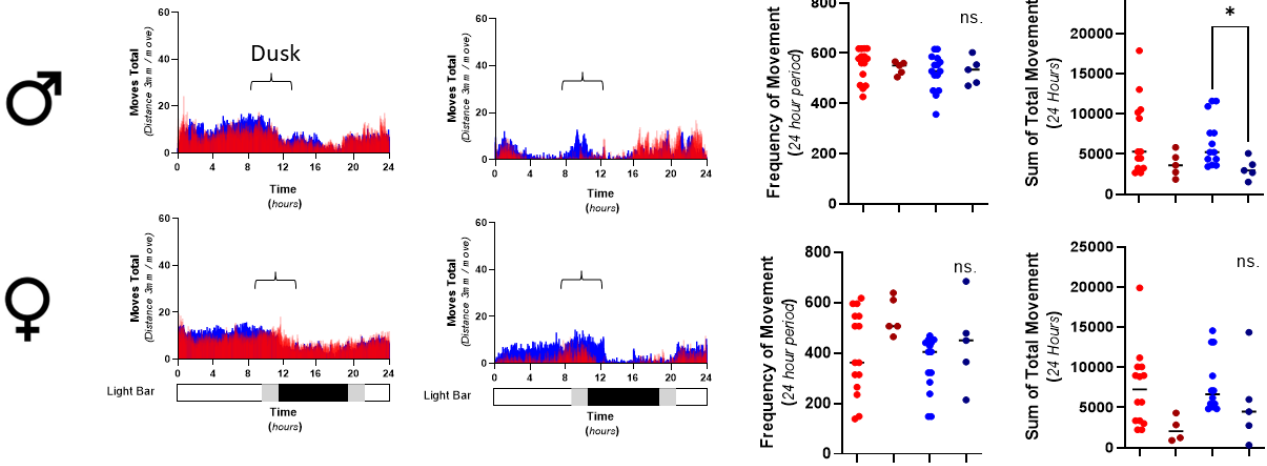 Moves Total
(Distance 3mm / move)
60
40
20
0
Dusk
0 4 8 12 16 20 24
Time
(hours)
Moves Total
(Distance 3mm / move)
60
40
20
0
0 4 8 12 16 20 24
Time
(hours)
Frequency of Movement
(24 hour period)
800
600
400
200
0
ns.
Sum of Total Movement
(24 Hours)
20000
15000
10000
5000
0
*
Moves Total
(Distance 3mm / move)
60
40
20
0
0 4 8 12 16 20 24
Light Bar
Time
(hours)
Moves Total
(Distance 3mm / move)
60
40
20
0
0 4 8 12 16 20 24
Light Bar
Time
(hours)
Frequency of Movement
(24 hour period)
800
600
400
200
0
ns.
Sum of Total Movement
(24 Hours)
25000
20000
15000
10000
5000
0
ns.